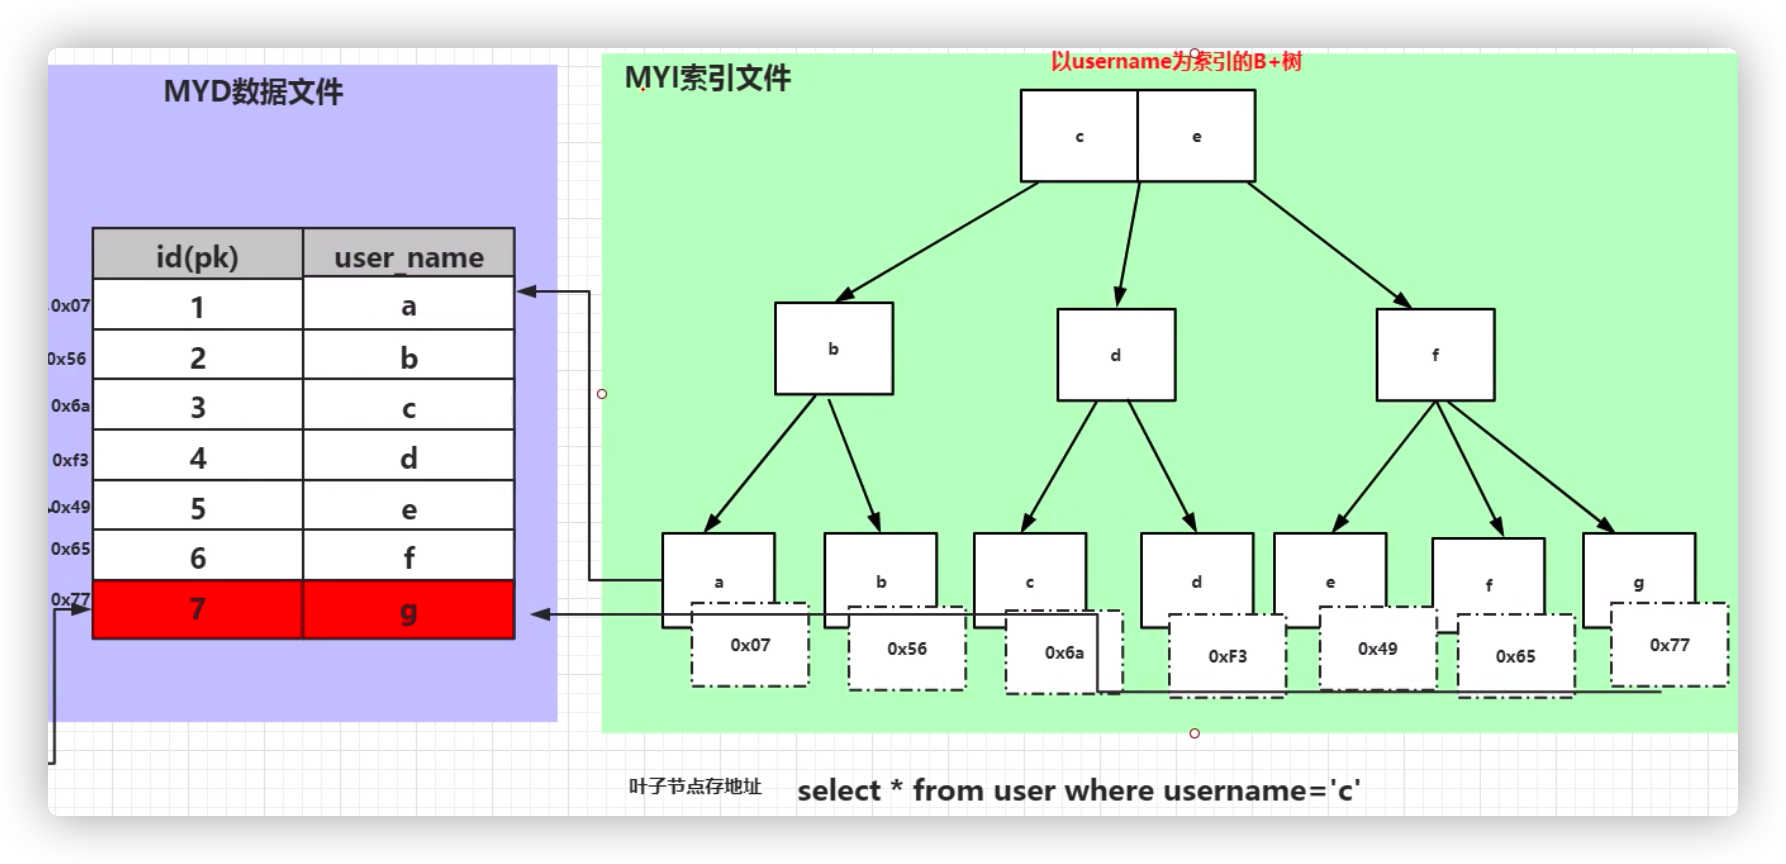 MYD数据文件
id(pk) user_name
0x07 1 a
0x56 2 b
0x6a 3 c
0xf3 4 d
0x49 5 e
0x65 6 f
0x77 7 g
MYI索引文件
以username为索引的B+树
c e
b d f
a b c d e f g
0x07 0x56 0x6a 0xF3 0x49 0x65 0x77
叶子节点存地址
select * from user where username='c'